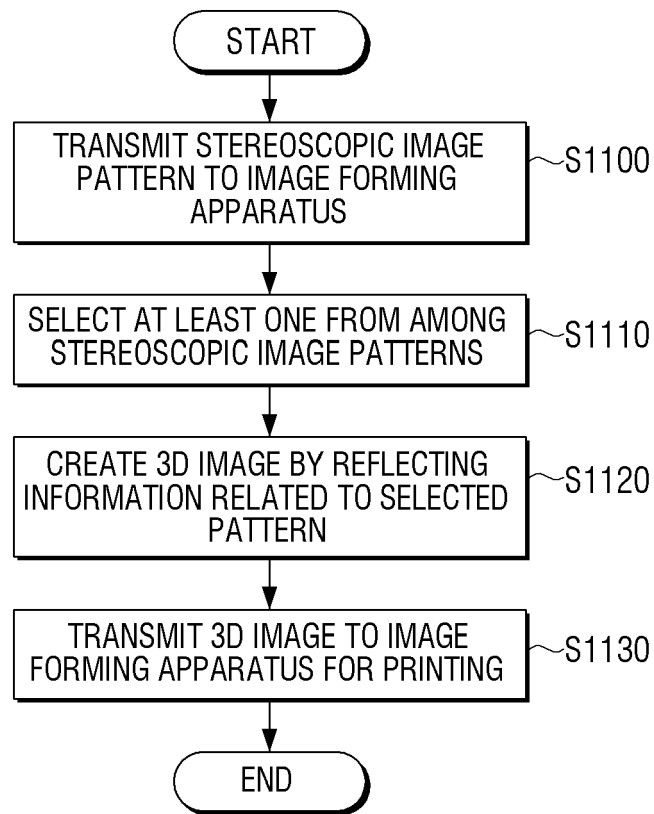 START
TRANSMIT STEREOSCOPIC IMAGE
PATTERN TO IMAGE FORMING
APPARATUS
S1100
SELECT AT LEAST ONE FROM AMONG
STEREOSCOPIC IMAGE PATTERNS
S1110
CREATE 3D IMAGE BY REFLECTING
INFORMATION RELATED TO SELECTED
PATTERN
S1120
TRANSMIT 3D IMAGE TO IMAGE
FORMING APPARATUS FOR PRINTING
S1130
END